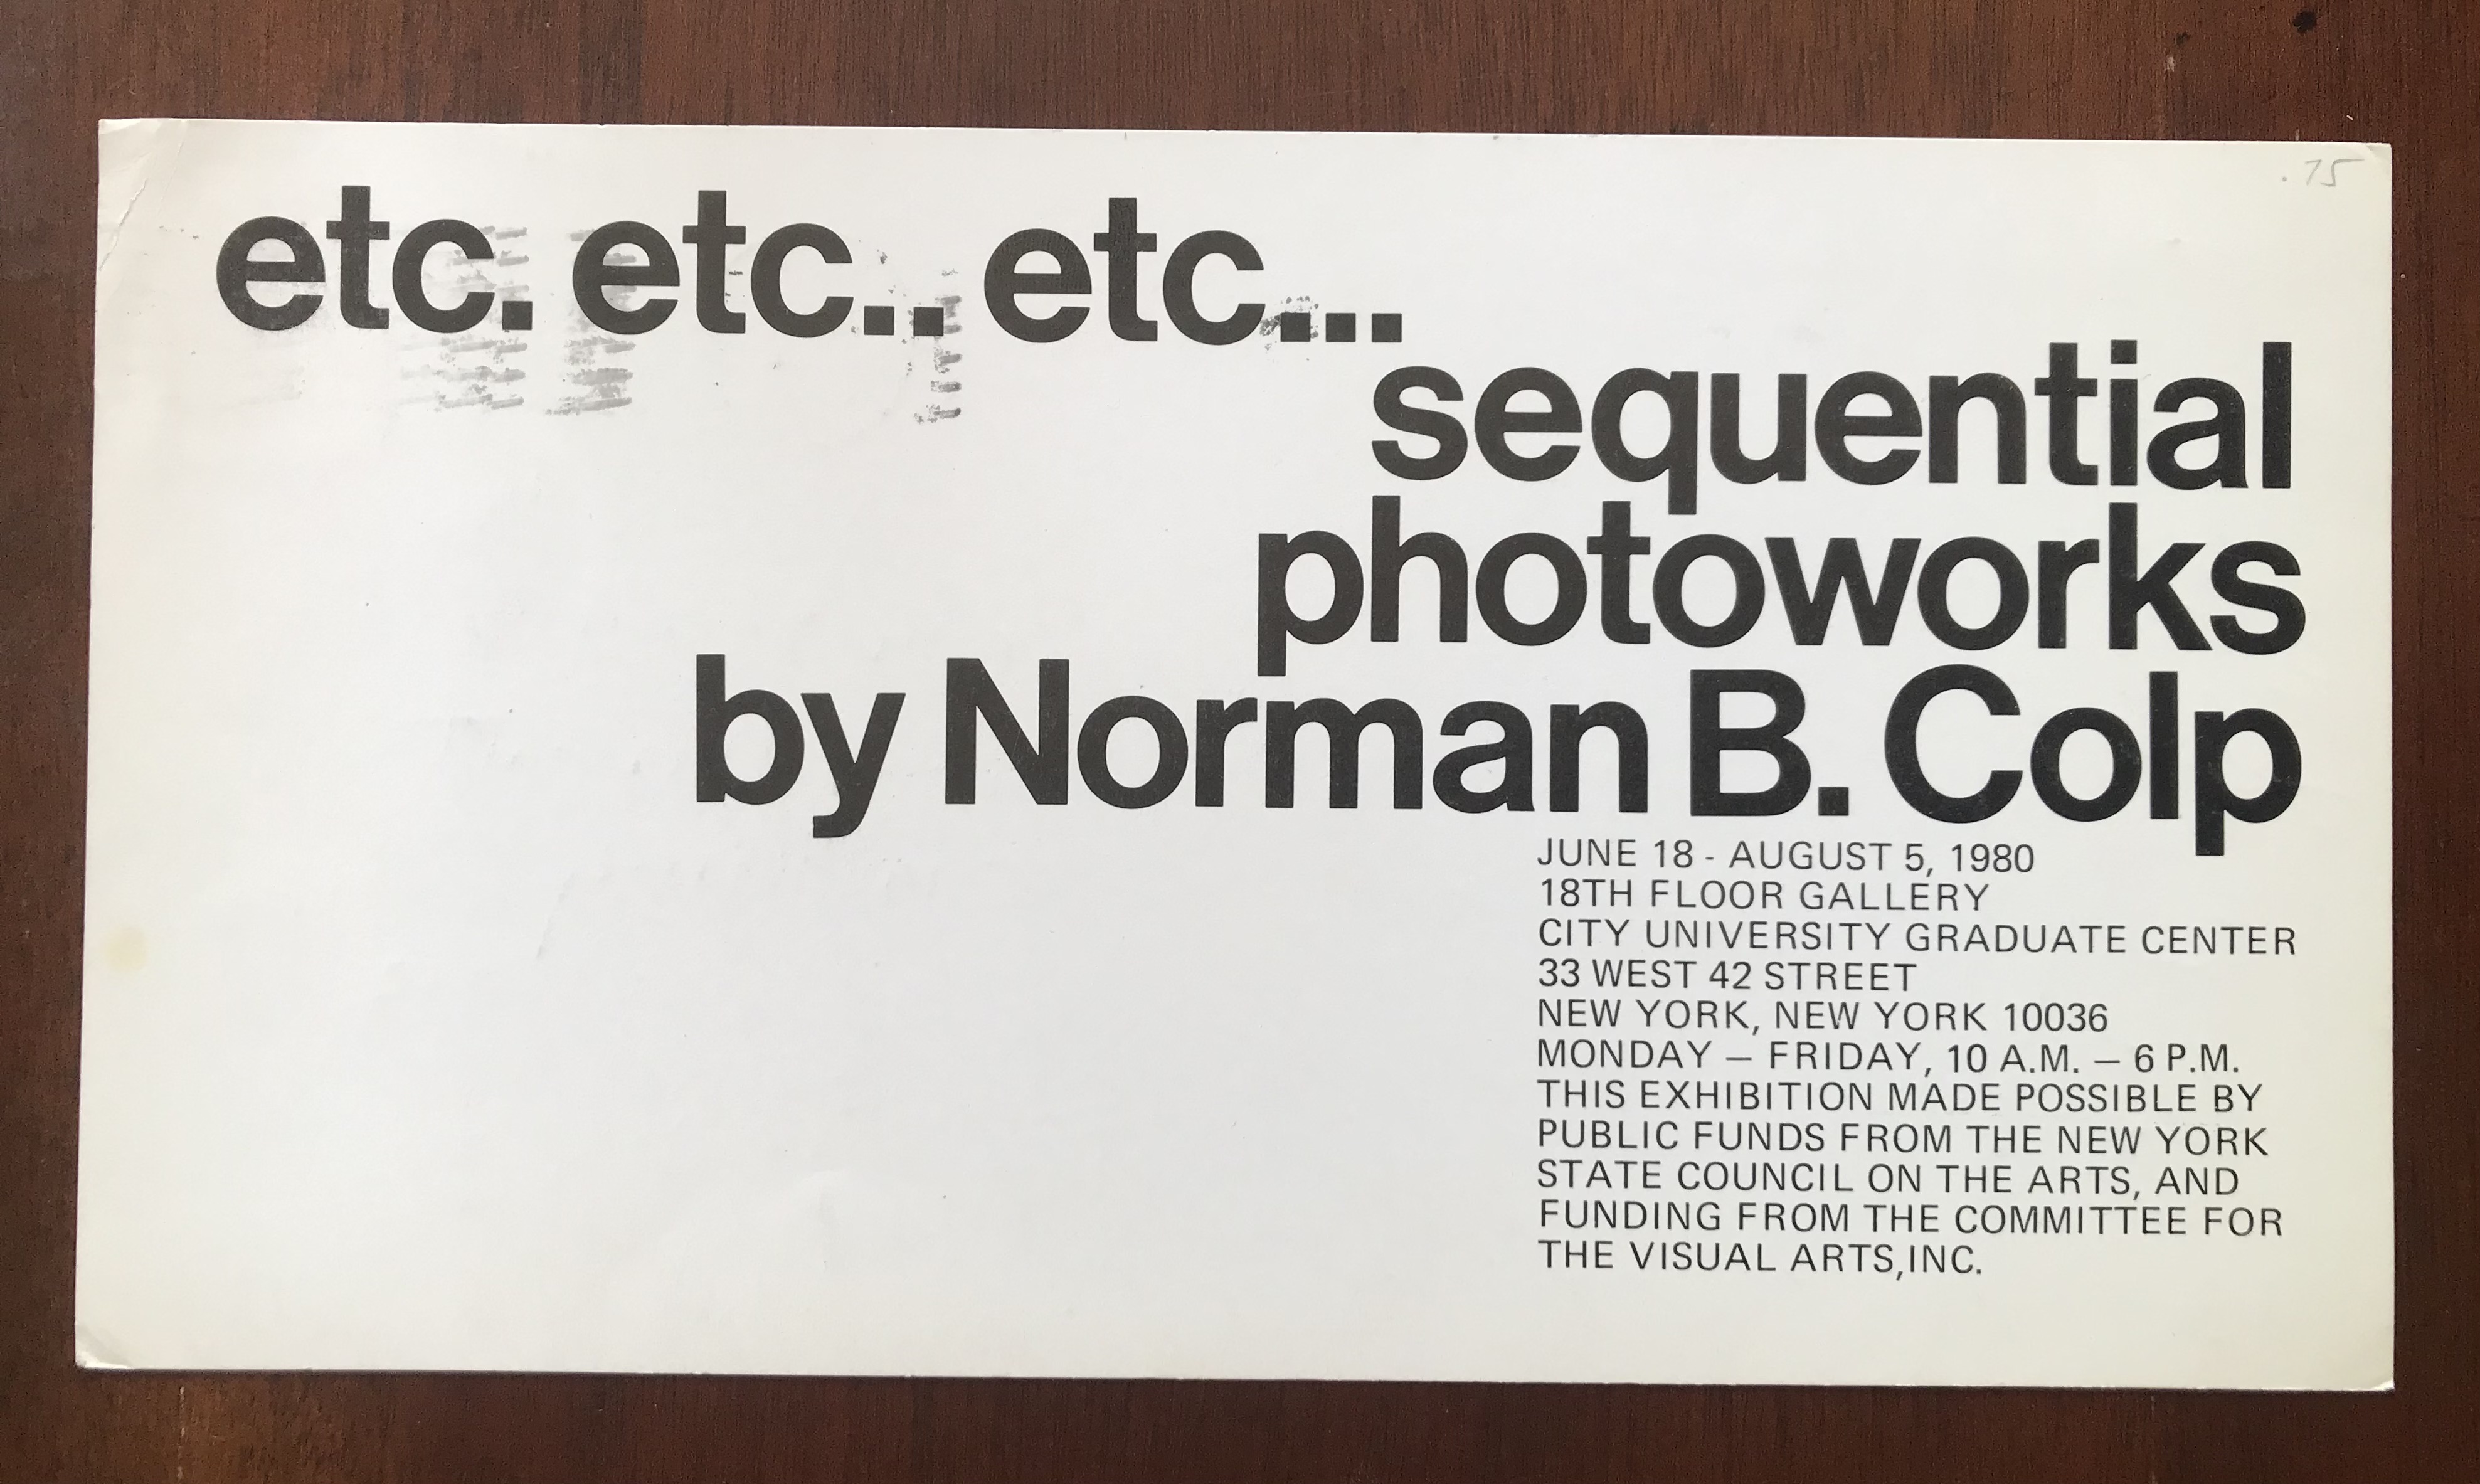 .75
etc. etc.. etc...
sequential
photoworks
by Norman B. Colp
JUNE 18 - AUGUST 5, 1980
18TH FLOOR GALLERY
CITY UNIVERSITY GRADUATE CENTER
33 WEST 42 STREET
NEW YORK, NEW YORK 10036
MONDAY — FRIDAY, 10 A.M. — 6 P.M.
THIS EXHIBITION MADE POSSIBLE BY
PUBLIC FUNDS FROM THE NEW YORK
STATE COUNCIL ON THE ARTS, AND
FUNDING FROM THE COMMITTEE FOR
THE VISUAL ARTS,INC.